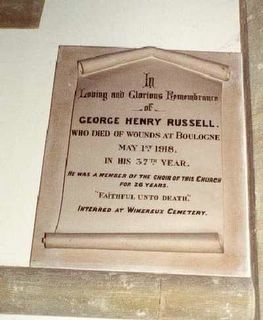 In
Loving and Glorious Remembrance
of
GEORGE HENRY RUSSELL.
WHO DIED OF WOUNDS AT BOULOGNE
MAY 1ST 1918,
IN HIS 37TH YEAR.
HE WAS A MEMBER OF THE CHOIR OF THIS CHURCH
FOR 26 YEARS.
"FAITHFUL UNTO DEATH."
INTERRED AT WIMEREUX CEMETERY.